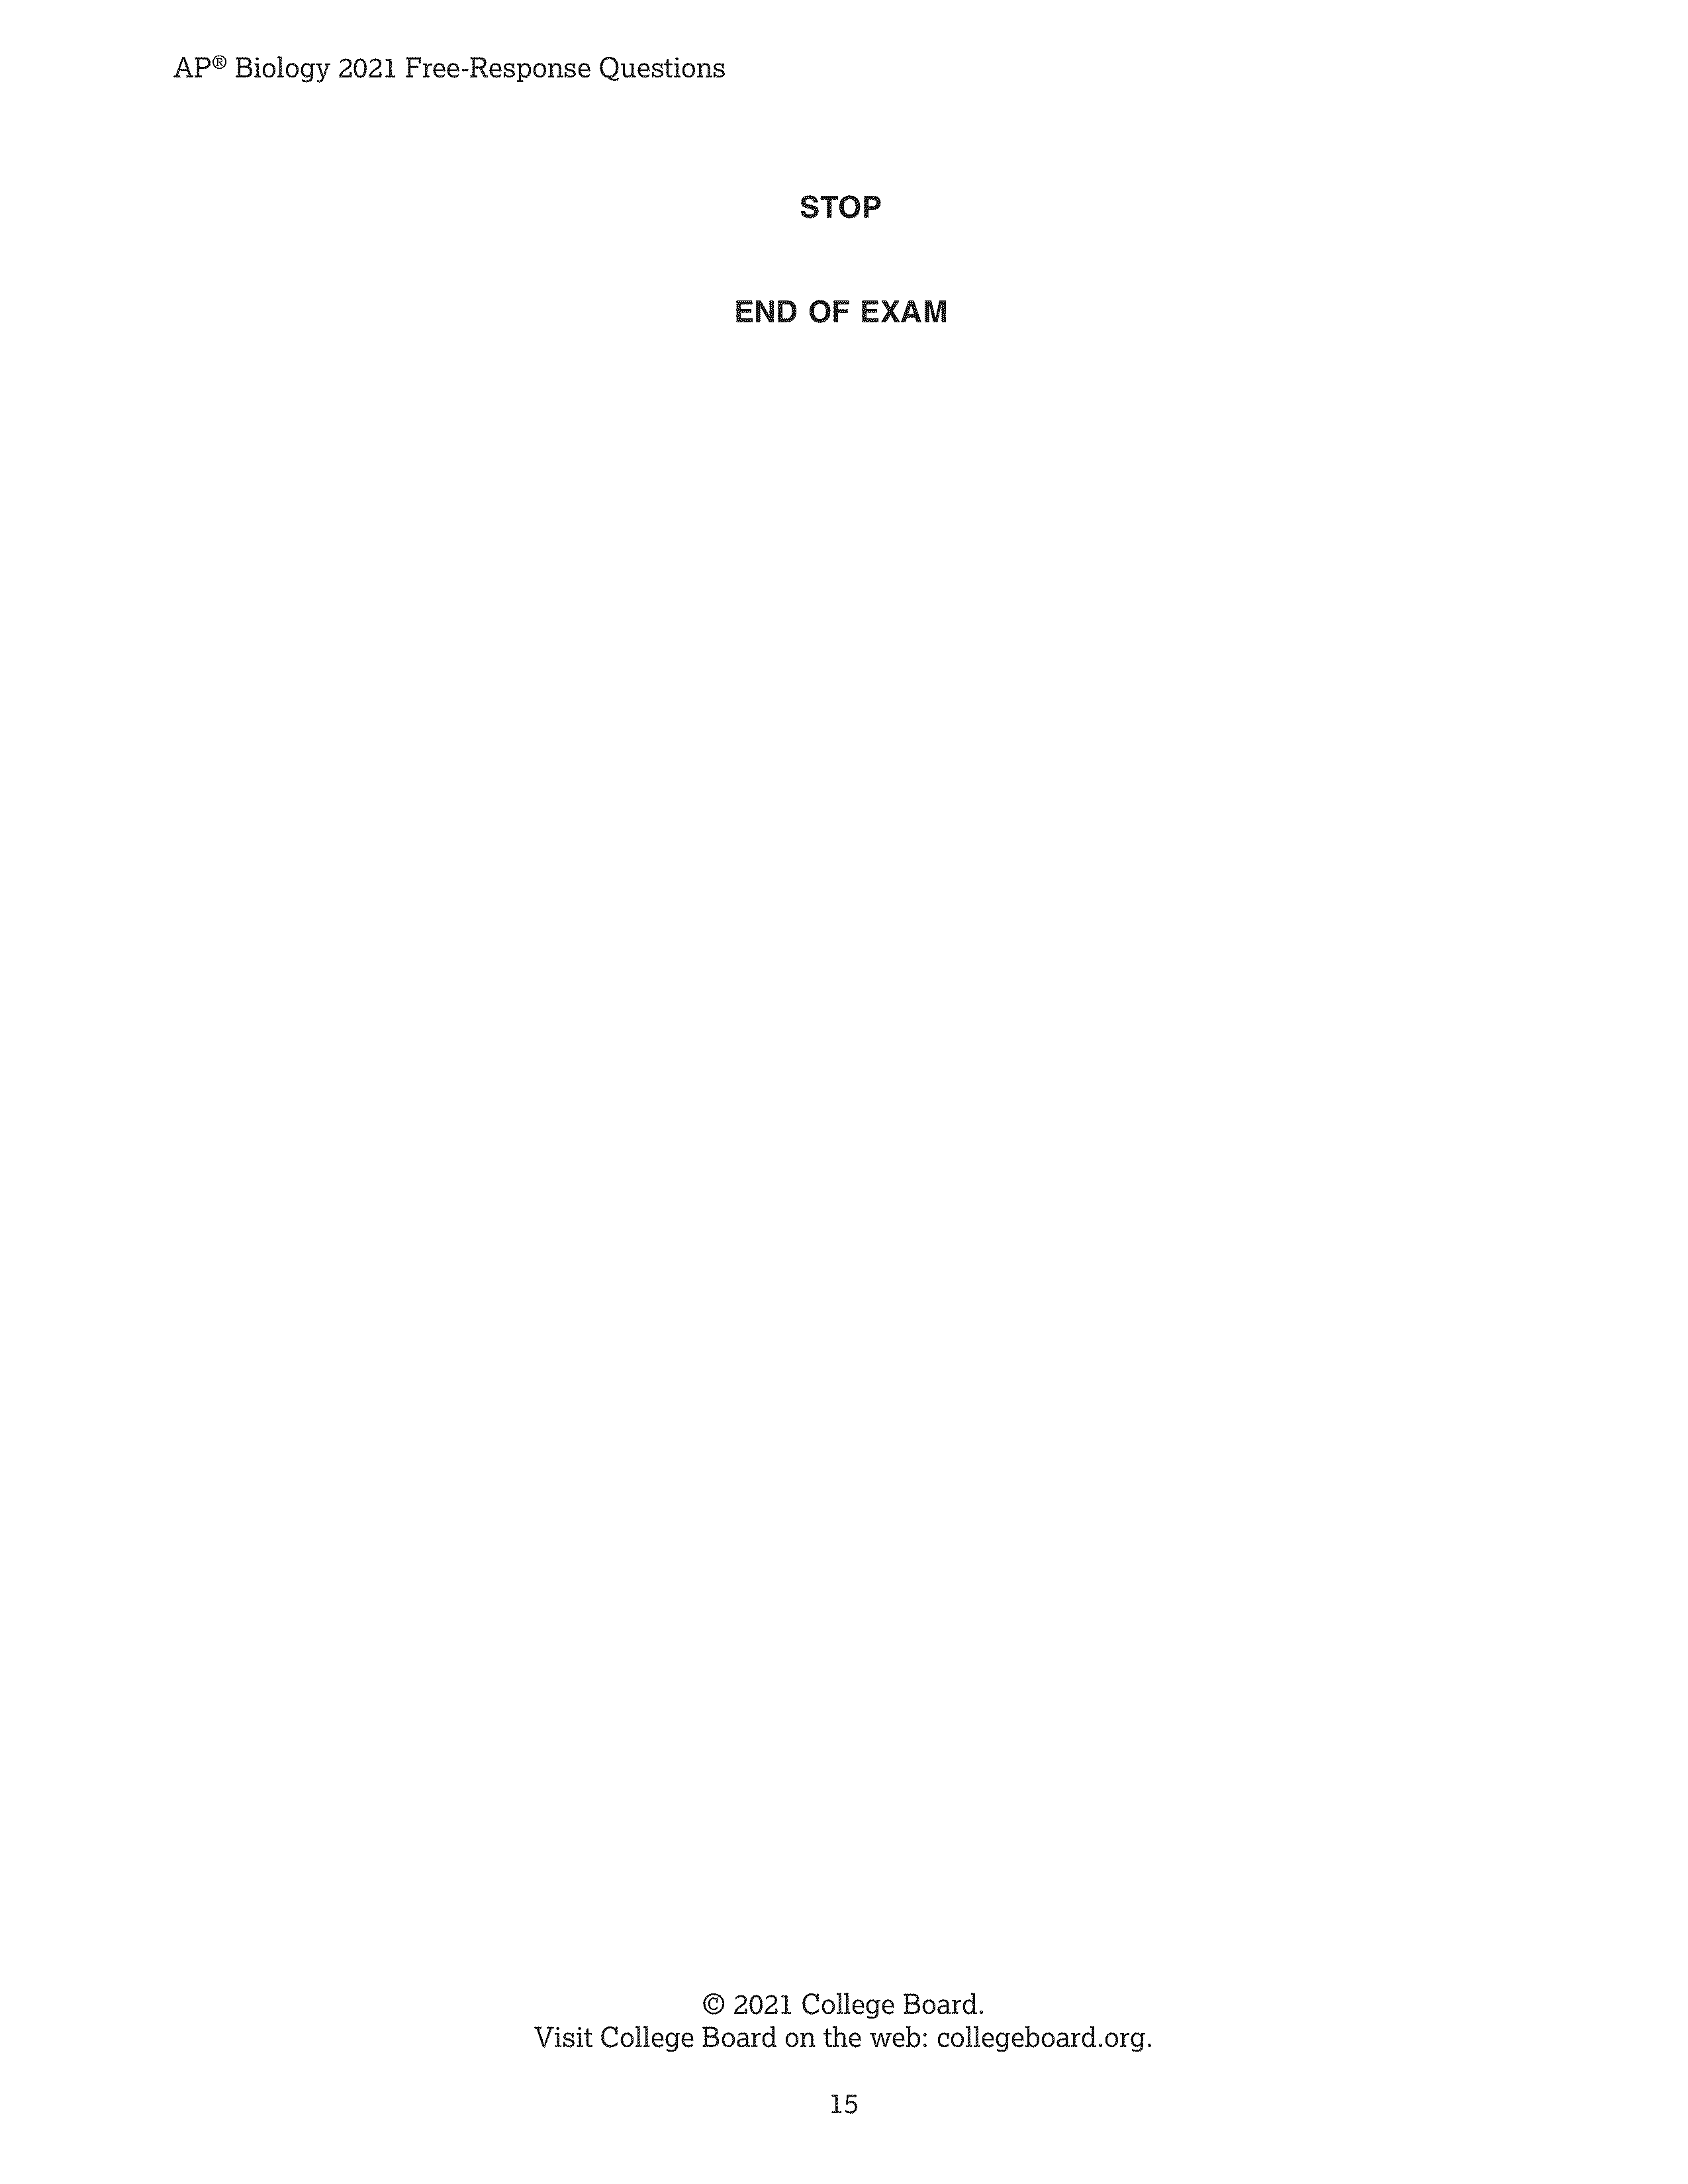 AP® Biology 2021 Free-Response Questions
STOP
END OF EXAM
© 2021 College Board.
Visit College Board on the web: collegeboard.org.
15